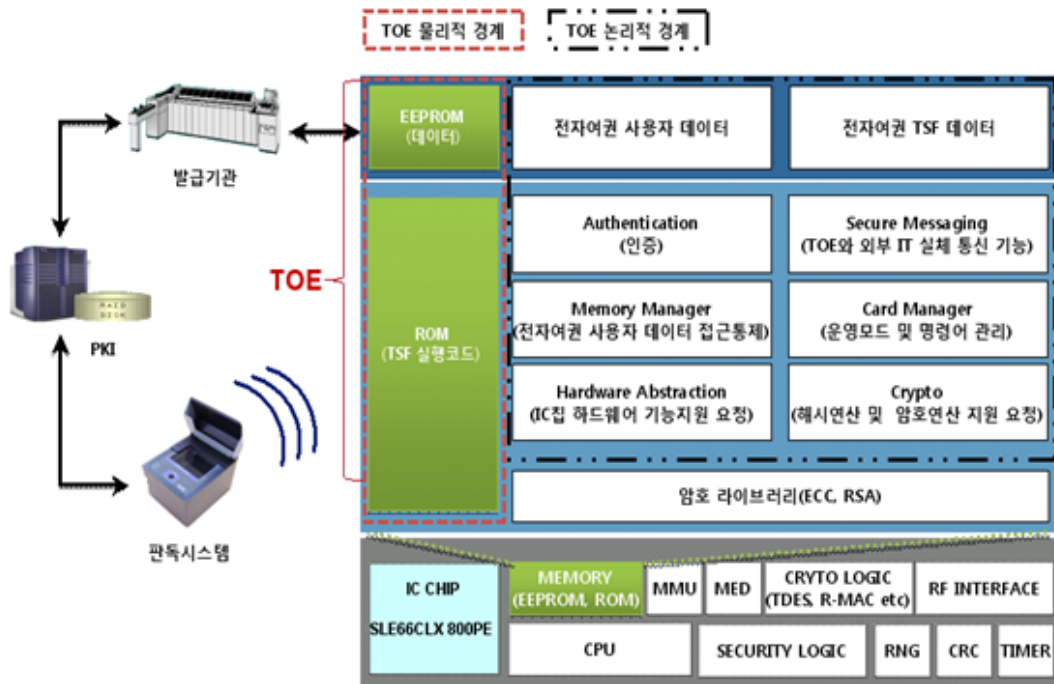 TOE 물리적 경계
TOE 논리적 경계
발급기관
PKI
판독시스템
TOE
EEPROM
(데이터)
전자여권 사용자 데이터
전자여권 TSF 데이터
ROM
(TSF 실행코드)
Authentication
(인증)
Secure Messaging
(TOE와 외부 IT 실체 통신 기능)
Memory Manager
(전자여권 사용자 데이터 접근통제)
Card Manager
(운영모드 및 명령어 관리)
Hardware Abstraction
(IC칩 하드웨어 기능지원 요청)
Crypto
(해시연산 및 암호연산 지원 요청)
암호 라이브러리(ECC, RSA)
IC CHIP
SLE66CLX 800PE
MEMORY
(EEPROM, ROM)
MMU
MED
CRYPTO LOGIC
(TDES, R-MAC etc)
RF INTERFACE
CPU
SECURITY LOGIC
RNG
CRC
TIMER